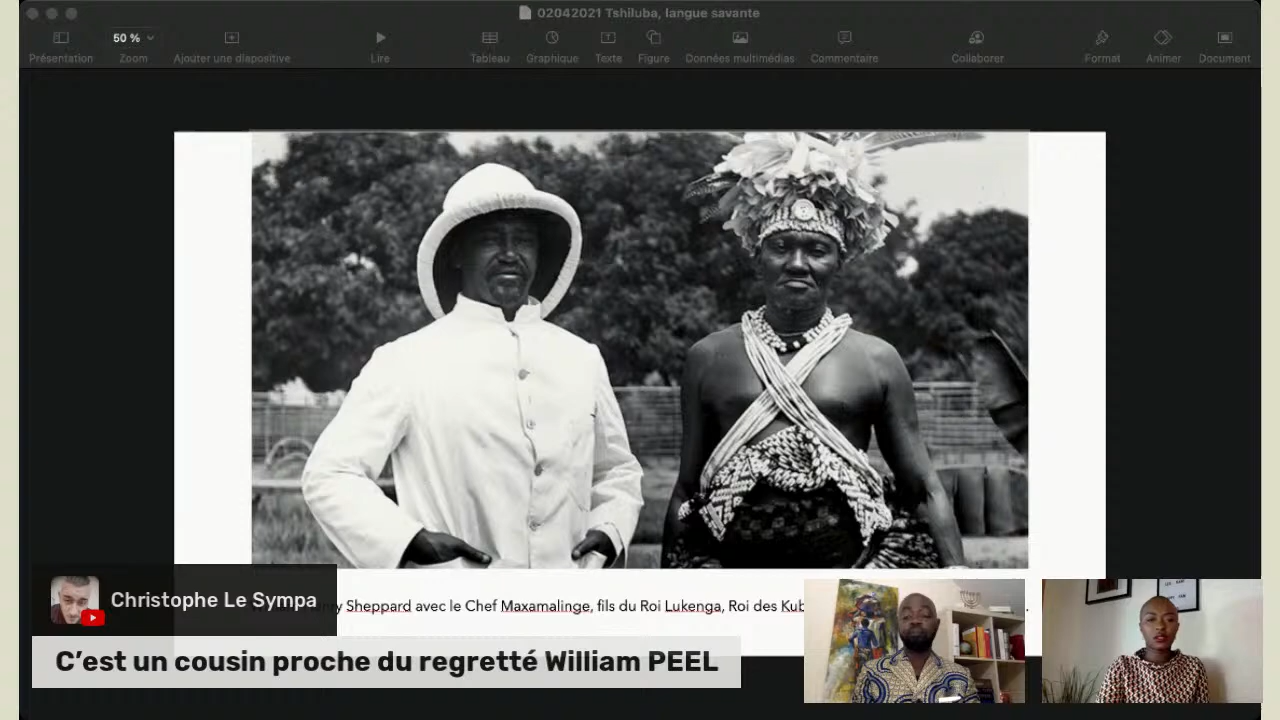 02042021 Tshiluba, langue savante
50 %
Présentation Zoom Ajouter une diapositive Lire Tableau Graphique Texte Figure Données multimédias Commentaire Collaborer Format Animer Document
Sheppard avec le Chef Maxamalinge, fils du Roi Lukenga, Roi des
Christophe Le Sympa
C’est un cousin proche du regretté William PEEL